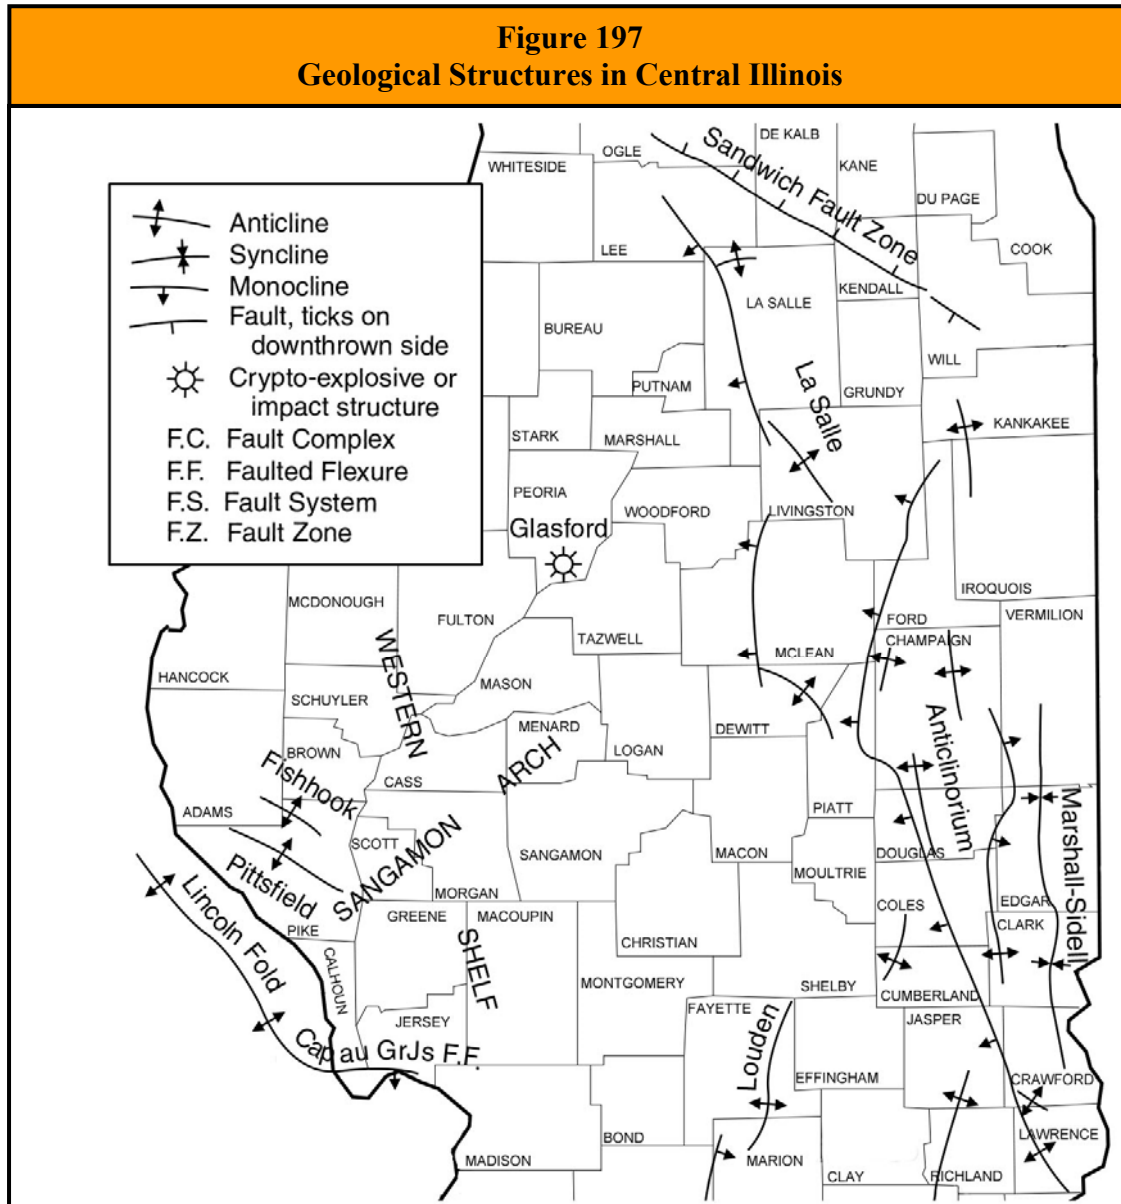 Figure 197
Geological Structures in Central Illinois
Anticline
Syncline
Monocline
Fault, ticks on
downthrown side
Crypto-explosive or
impact structure
F.C. Fault Complex
F.F. Faulted Flexure
F.S. Fault System
F.Z. Fault Zone
DE KALB
OGLE
WHITESIDE
KANE
Sandwich Fault Zone
DU PAGE
COOK
LEE
KENDALL
LA SALLE
BUREAU
WILL
La Salle
PUTNAM
GRUNDY
KANKAKEE
STARK
MARSHALL
PEORIA
WOODFORD
LIVINGSTON
Glasford
IROQUOIS
MCDONOUGH
VERMILION
FULTON
FORD
TAZWELL
CHAMPAIGN
MCLEAN
WESTERN
HANCOCK
MASON
SCHUYLER
MENARD
DEWITT
Anticlinorium
BROWN
LOGAN
ARCH
Fishhook
CASS
ADAMS
PIATT
Marshall-Sidell
SCOTT
SANGAMON
SANGAMON
MACON
DOUGLAS
MOULTRIE
Pittsfield
MORGAN
EDGAR
Lincoln Fold
GREENE
MACOUPIN
COLES
CLARK
PIKE
CHRISTIAN
CALHOUN
SHELF
MONTGOMERY
SHELBY
CUMBERLAND
FAYETTE
JERSEY
JASPER
Cap au GrJs F.F.
Louden
EFFINGHAM
CRAWFORD
BOND
LAWRENCE
MADISON
MARION
CLAY
RICHLAND